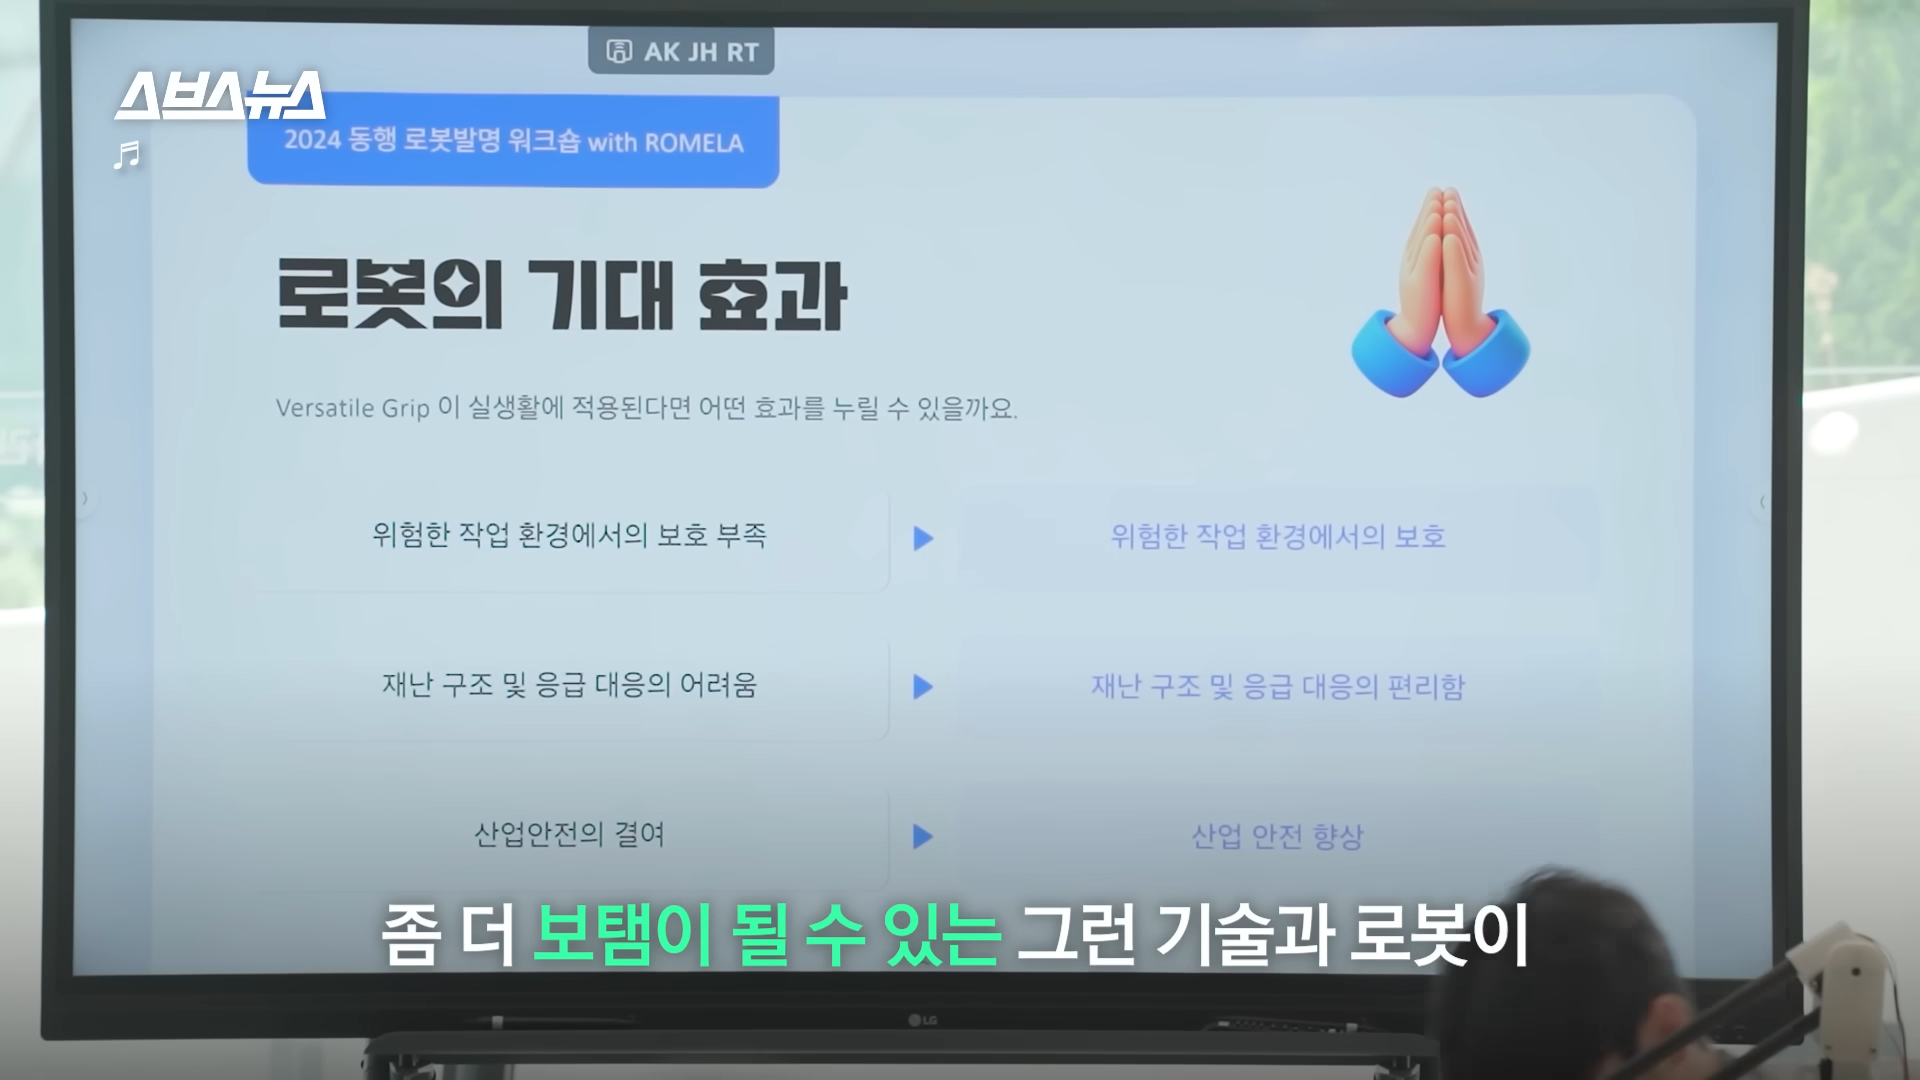 AK JH RT
스브스뉴스
2024 동행 로봇발명 워크숍 with ROMELA
로봇의 기대 효과
Versatile Grip 이 실생활에 적용된다면 어떤 효과를 누릴 수 있을까요.
위험한 작업 환경에서의 보호 부족
위험한 작업 환경에서의 보호
재난 구조 및 응급 대응의 어려움
재난 구조 및 응급 대응의 편리함
산업안전의 결여
산업 안전 향상
좀 더 보탬이 될 수 있는 그런 기술과 로봇이
LG